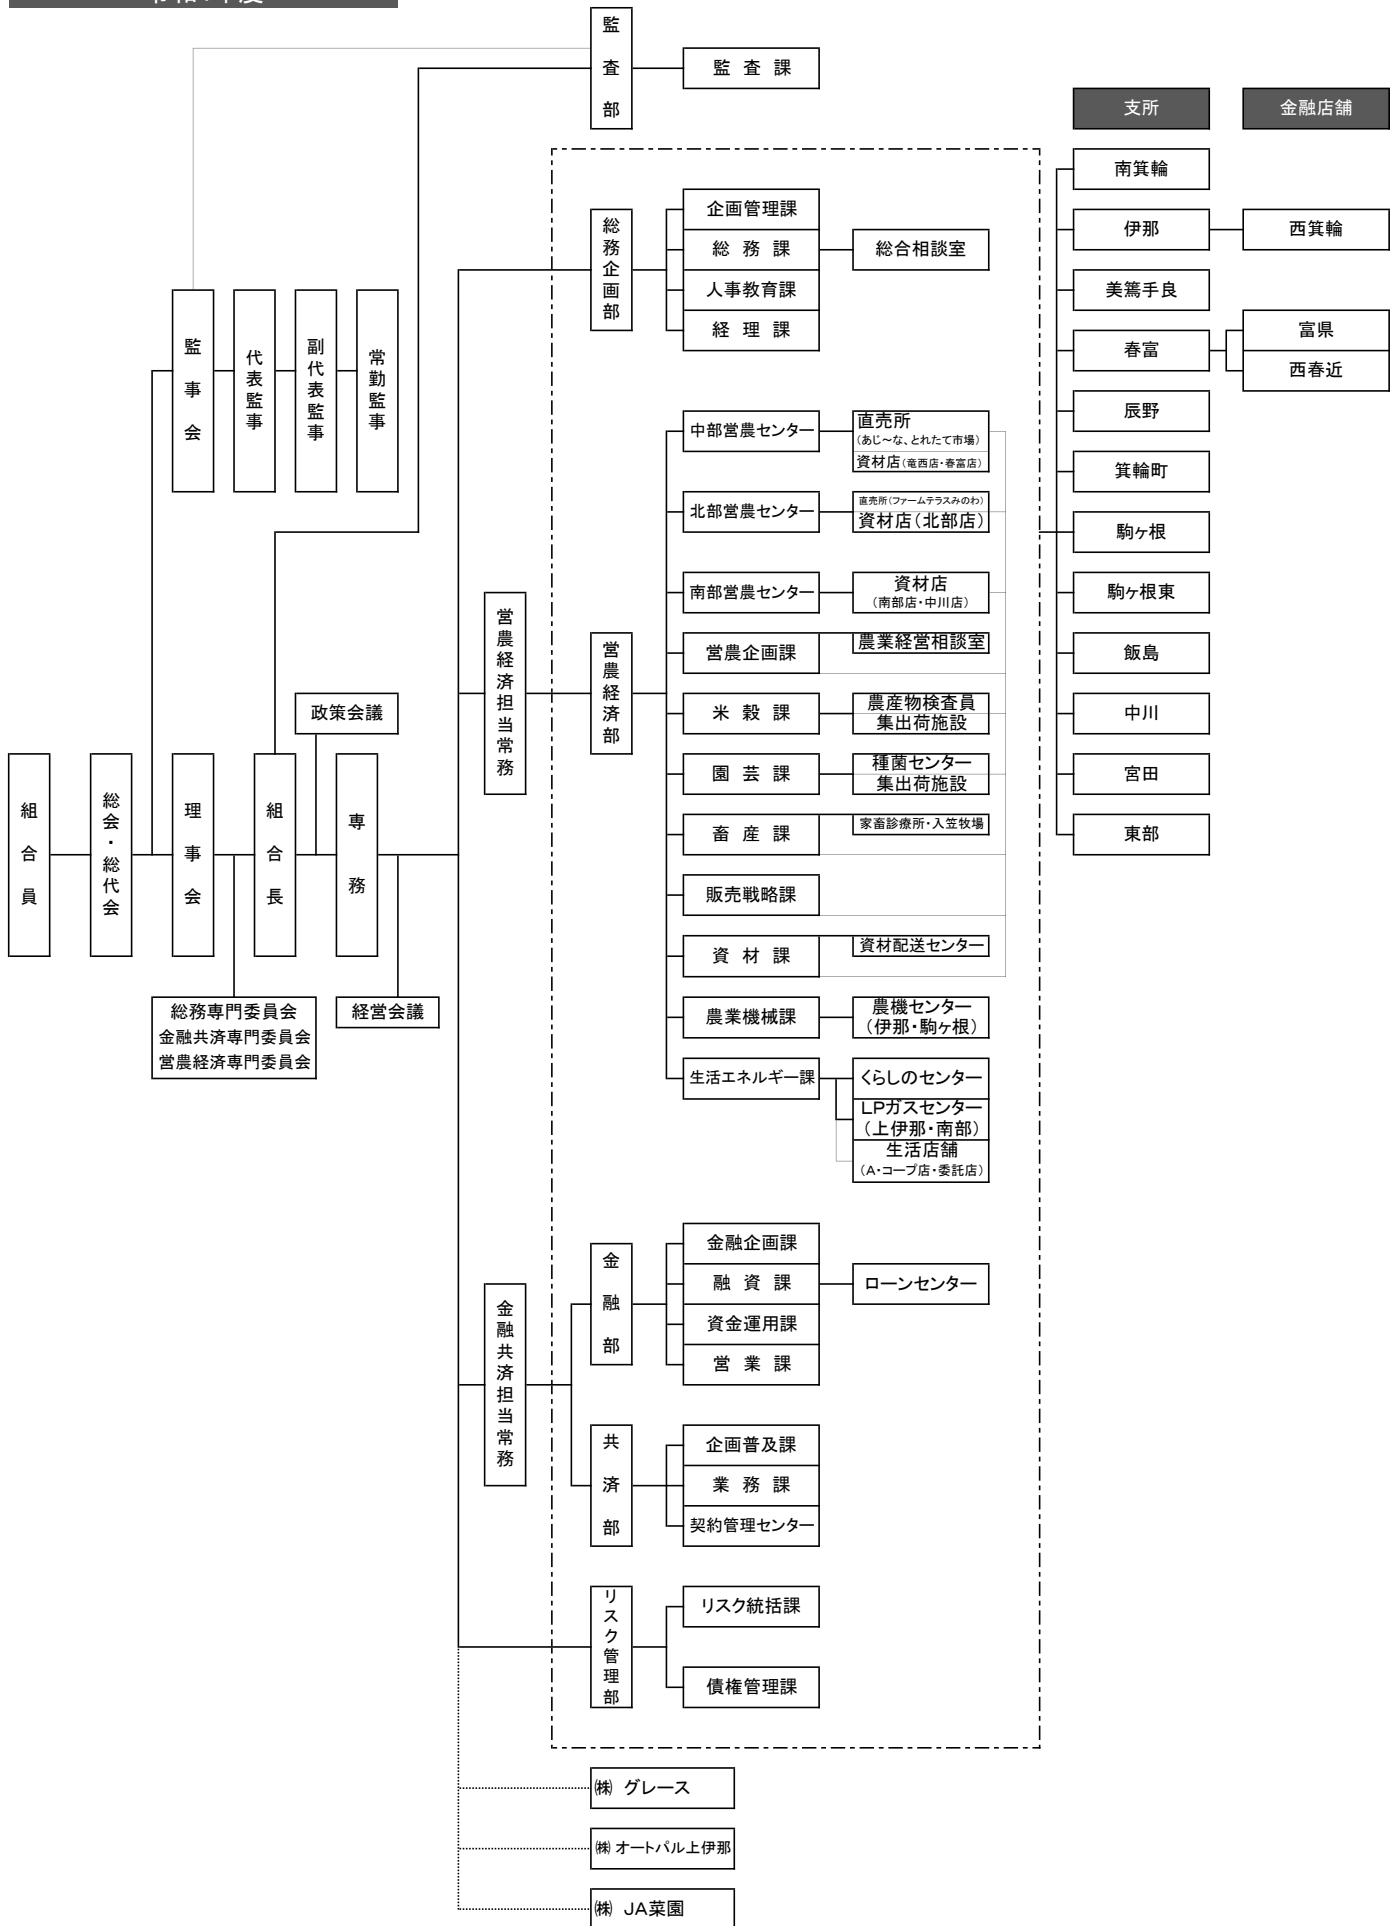 監査部
監査課
支所
金融店舗
南箕輪
伊那
西箕輪
美篶手良
春富
富県
西春近
辰野
箕輪町
駒ヶ根
駒ヶ根東
飯島
中川
宮田
東部
総務企画部
企画管理課
総務課
総合相談室
人事教育課
経理課
監事会
代表監事
副代表監事
常勤監事
中部営農センター
直売所
(あじ～な、とれたて市場)
資材店(竜西店・春富店)
北部営農センター
直売所(ファームテラスみのわ)
資材店(北部店)
南部営農センター
資材店
(南部店・中川店)
営農経済担当常務
営農経済部
営農企画課
農業経営相談室
米穀課
農産物検査員
集出荷施設
園芸課
種菌センター
集出荷施設
畜産課
家畜診療所・入笠牧場
販売戦略課
資材課
資材配送センター
農業機械課
農機センター
(伊那・駒ヶ根)
生活エネルギー課
くらしのセンター
LPガスセンター
(上伊那・南部)
生活店舗
(A・コープ店・委託店)
政策会議
組合員
総会・総代会
理事会
組合長
専務
総務専門委員会
金融共済専門委員会
営農経済専門委員会
経営会議
金融共済担当常務
金融部
金融企画課
融資課
ローンセンター
資金運用課
営業課
共済部
企画普及課
業務課
契約管理センター
リスク管理部
リスク統括課
債権管理課
㈱ グレース
㈱ オートパル上伊那
㈱ JA菜園